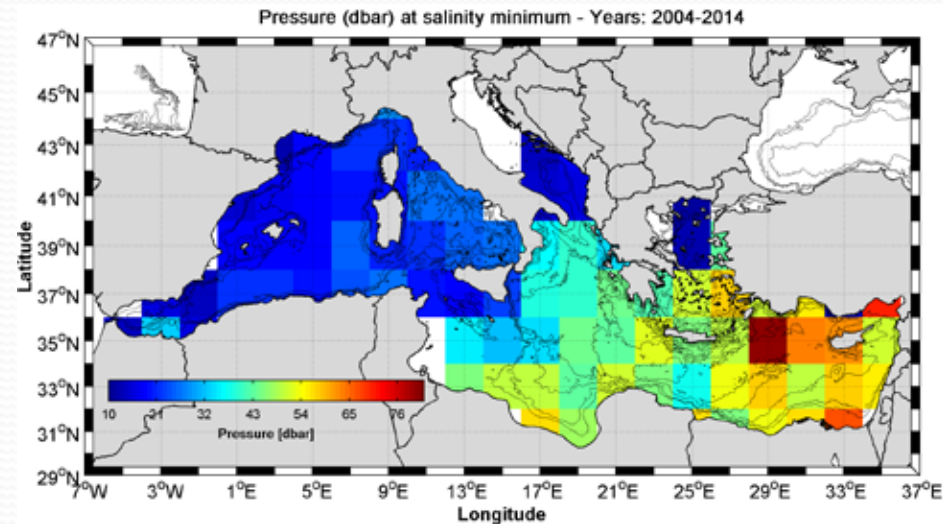 Pressure (dbar) at salinity minimum - Years: 2004-2014
47°N
45°N
43°N
41°N
39°N
37°N
35°N
33°N
31°N
29°N
Latitude
10 21 32 43 54 65 76
Pressure [dbar]
7°W 3°W 1°E 5°E 9°E 13°E 17°E 21°E 25°E 29°E 33°E 37°E
Longitude